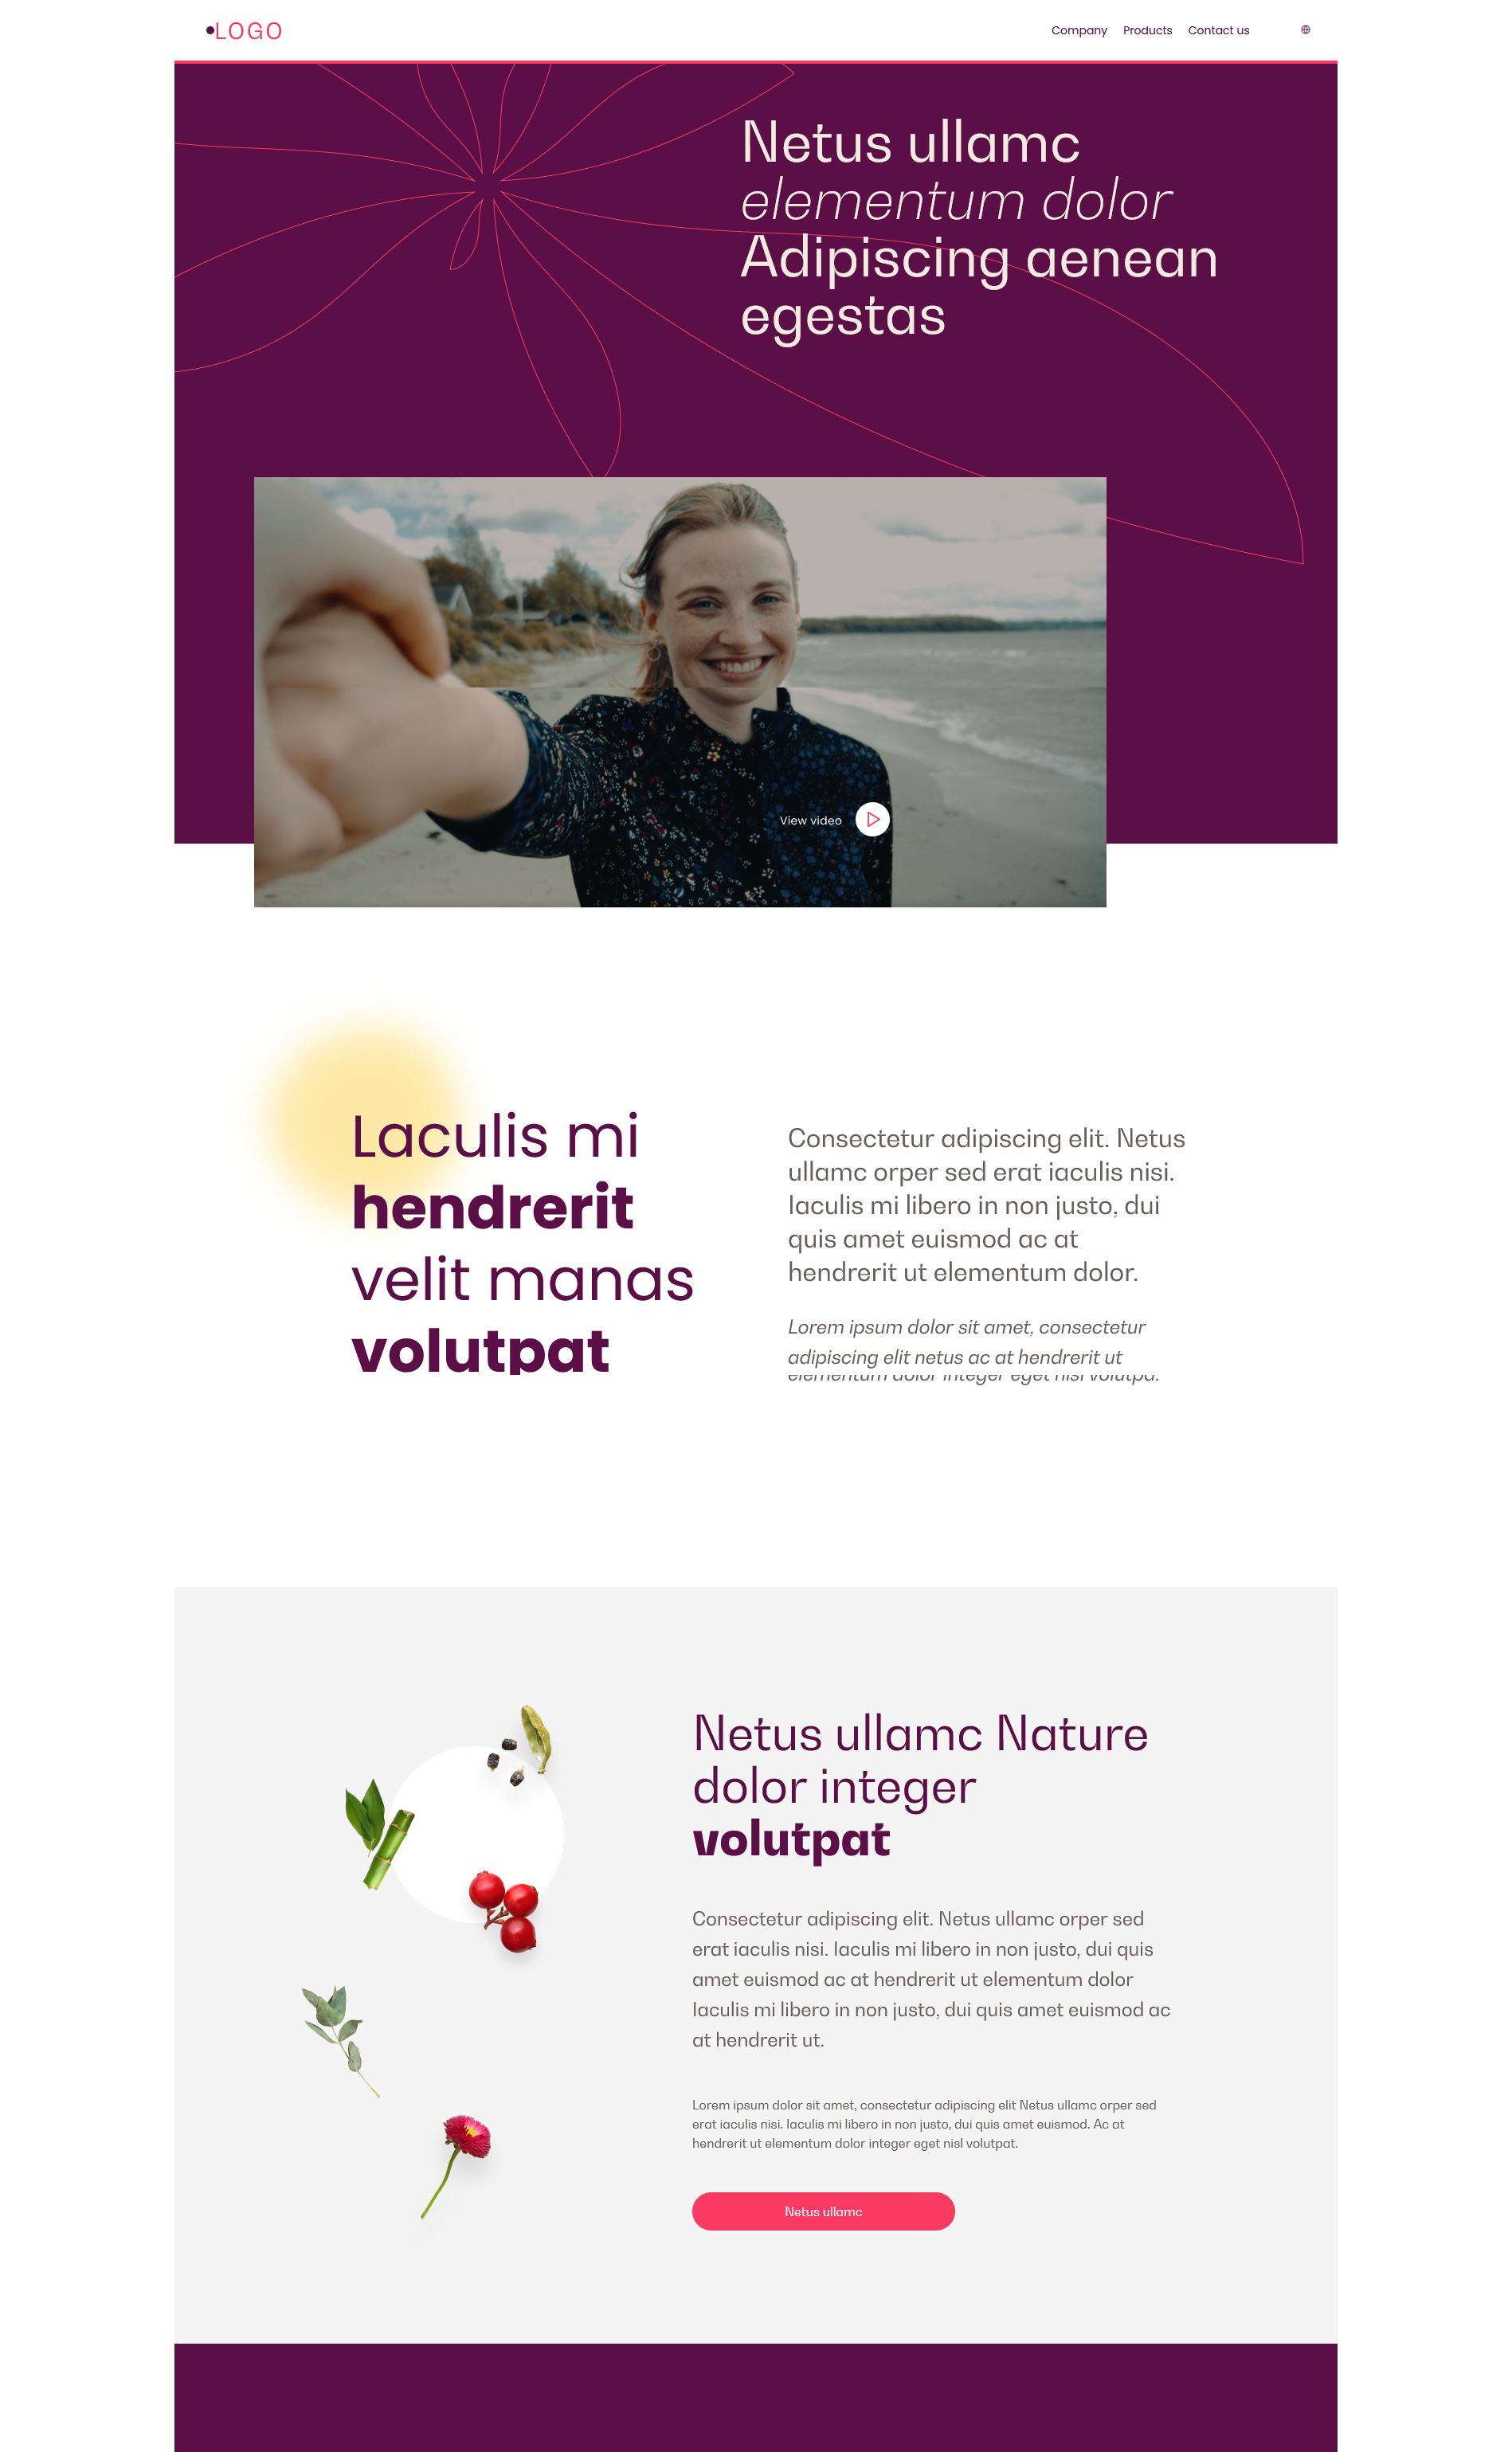 LOGO
Company Products Contact us
Netus ullamc
elementum dolor
Adipiscing aenean
egestas
View video
Laculis mi
hendrerit
velit manas
volutpat
Consectetur adipiscing elit. Netus
ullamc orper sed erat iaculis nisi.
Iaculis mi libero in non justo, dui
quis amet euismod ac at
hendrerit ut elementum dolor.
Lorem ipsum dolor sit amet, consectetur
adipiscing elit netus ac at hendrerit ut
elementum dolor integer eget nisl volutpa.
Netus ullamc Nature
dolor integer
volutpat
Consectetur adipiscing elit. Netus ullamc orper sed
erat iaculis nisi. Iaculis mi libero in non justo, dui quis
amet euismod ac at hendrerit ut elementum dolor
Iaculis mi libero in non justo, dui quis amet euismod ac
at hendrerit ut.
Lorem ipsum dolor sit amet, consectetur adipiscing elit Netus ullamc orper sed
erat iaculis nisi. Iaculis mi libero in non justo, dui quis amet euismod. Ac at
hendrerit ut elementum dolor integer eget nisl volutpat.
Netus ullamc